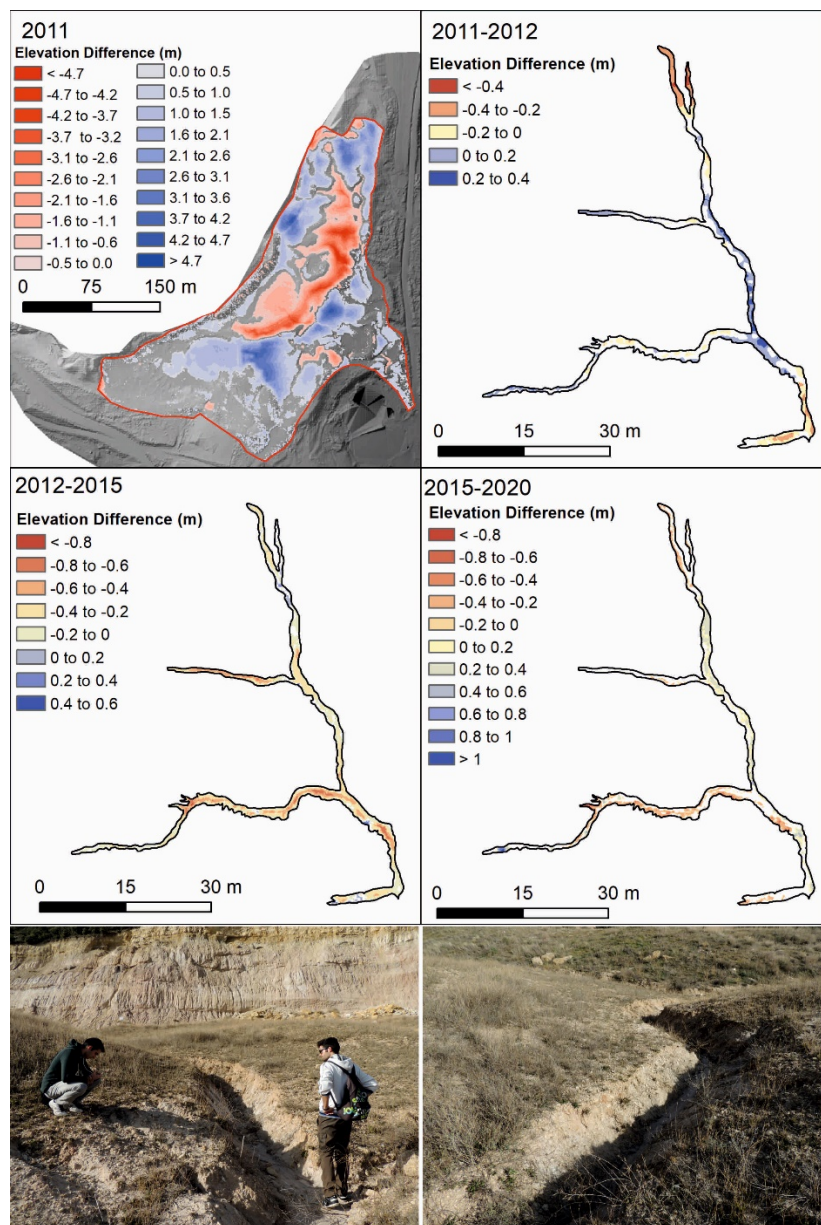 2011
Elevation Difference (m)
< -4.7
-4.7 to -4.2
-4.2 to -3.7
-3.7 to -3.2
-3.1 to -2.6
-2.6 to -2.1
-2.1 to -1.6
-1.6 to -1.1
-1.1 to -0.6
-0.5 to 0.0
0.0 to 0.5
0.5 to 1.0
1.0 to 1.5
1.6 to 2.1
2.1 to 2.6
2.6 to 3.1
3.1 to 3.6
3.7 to 4.2
4.2 to 4.7
> 4.7
0 75 150 m
2011-2012
Elevation Difference (m)
< -0.4
-0.4 to -0.2
-0.2 to 0
0 to 0.2
0.2 to 0.4
0 15 30 m
2012-2015
Elevation Difference (m)
< -0.8
-0.8 to -0.6
-0.6 to -0.4
-0.4 to -0.2
-0.2 to 0
0 to 0.2
0.2 to 0.4
0.4 to 0.6
0 15 30 m
2015-2020
Elevation Difference (m)
< -0.8
-0.8 to -0.6
-0.6 to -0.4
-0.4 to -0.2
-0.2 to 0
0 to 0.2
0.2 to 0.4
0.4 to 0.6
0.6 to 0.8
0.8 to 1
> 1
0 15 30 m